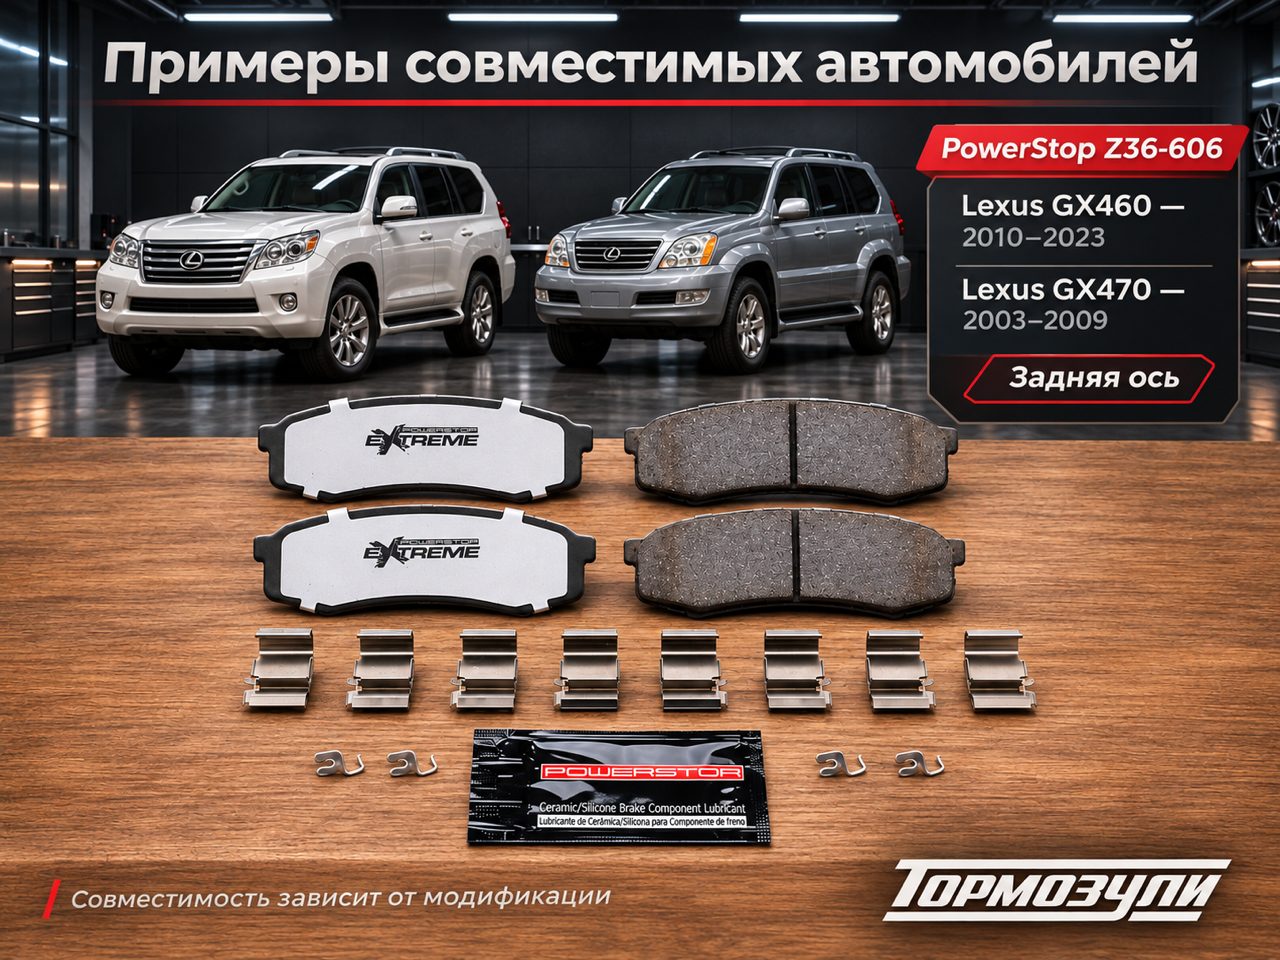 Примеры совместимых автомобилей
PowerStop Z36-606
Lexus GX460 —
2010–2023
Lexus GX470 —
2003–2009
Задняя ось
POWERSTOP
EXTREME
POWERSTOP
EXTREME
POWERSTOP
Ceramic/Silicone Brake Component Lubricant
Lubricante de Cerámica/Silicona para Componente de freno
Совместимость зависит от модификации
ТОРМОЗУЛИ